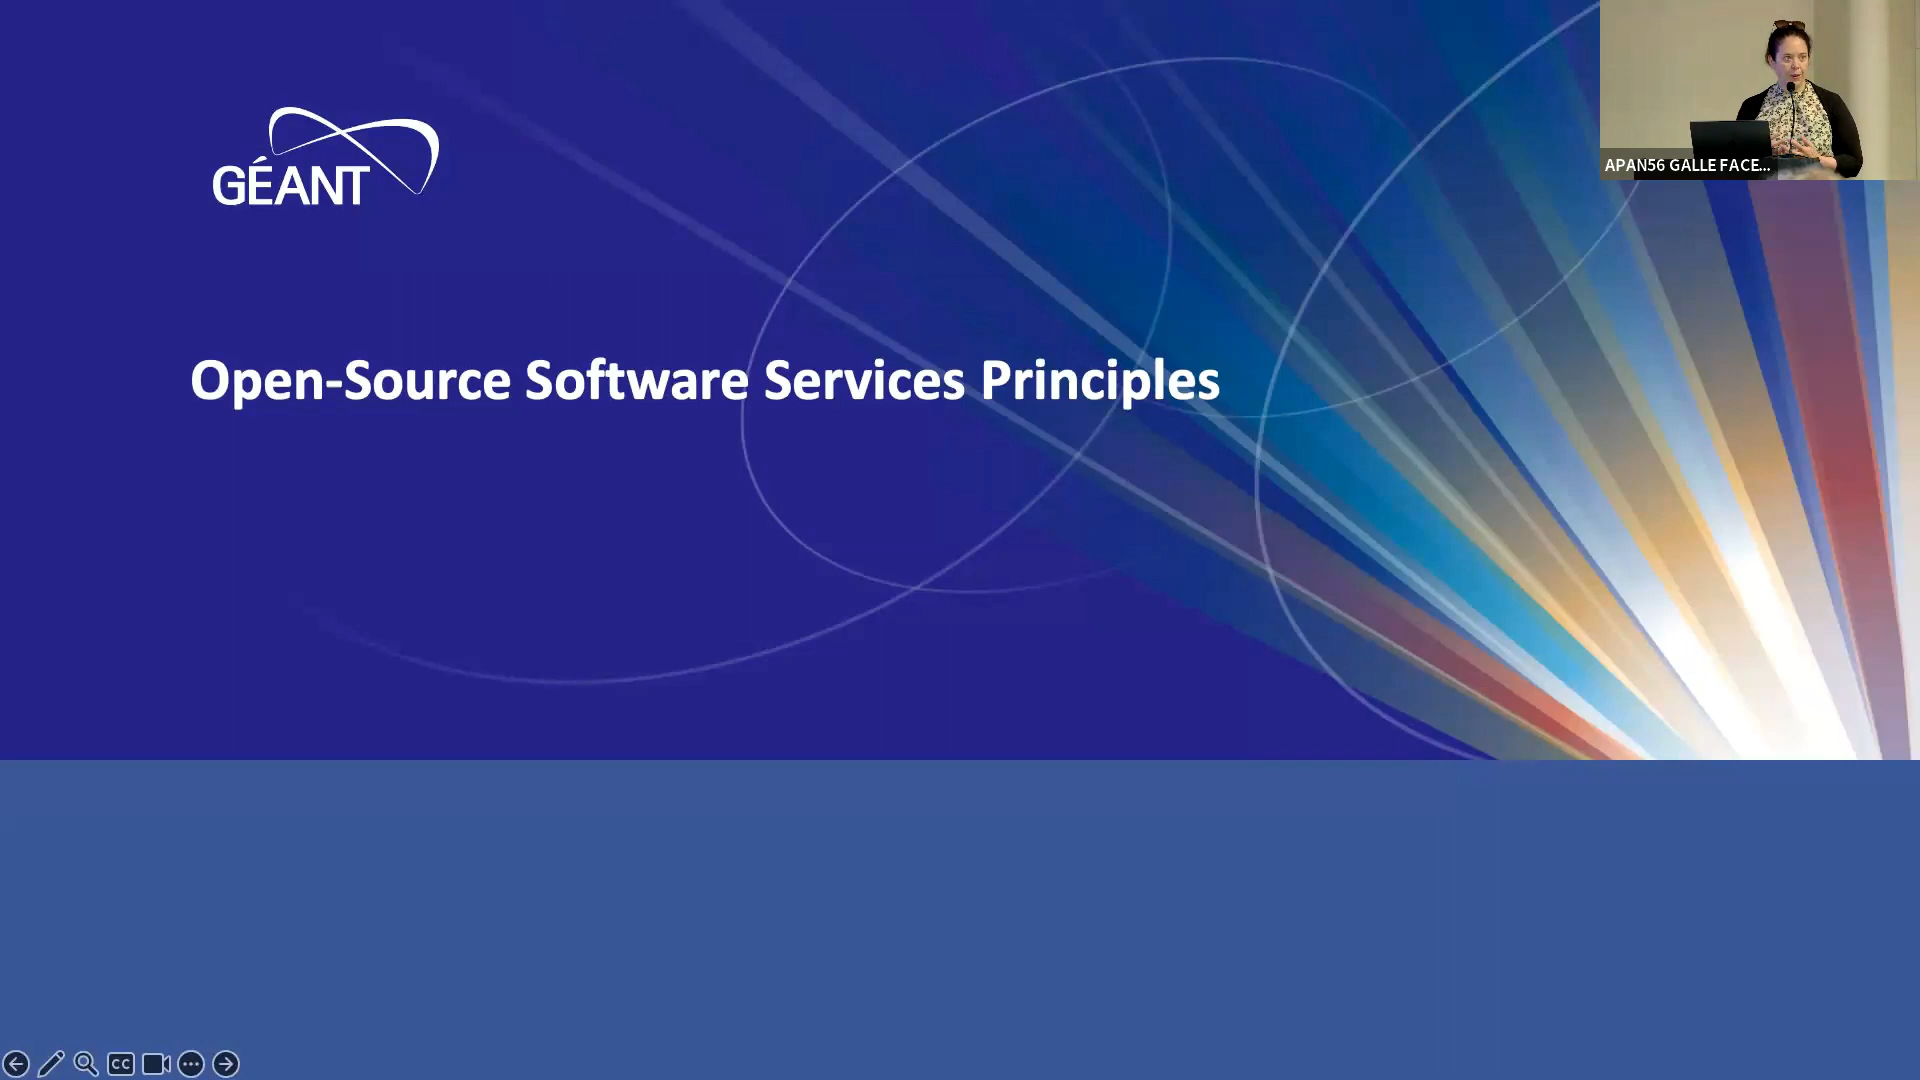 GÉANT
Open-Source Software Services Principles
APAN56 GALLE FACE...
CC